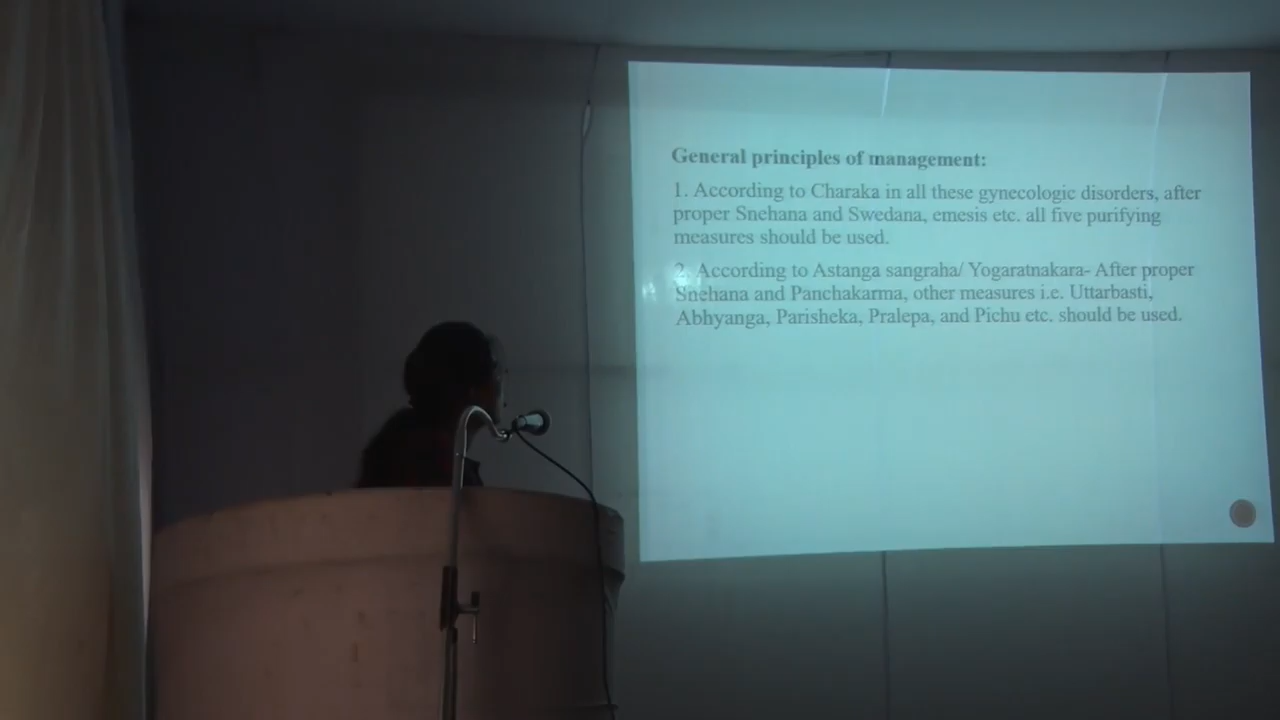 General principles of management:
1. According to Charaka in all these gynecologic disorders, after
proper Snehana and Swedana, emesis etc. all five purifying
measures should be used.
2. According to Astanga sangraha/ Yogaratnakara- After proper
Snehana and Panchakarma, other measures i.e. Uttarbasti,
Abhyanga, Parisheka, Pralepa, and Pichu etc. should be used.